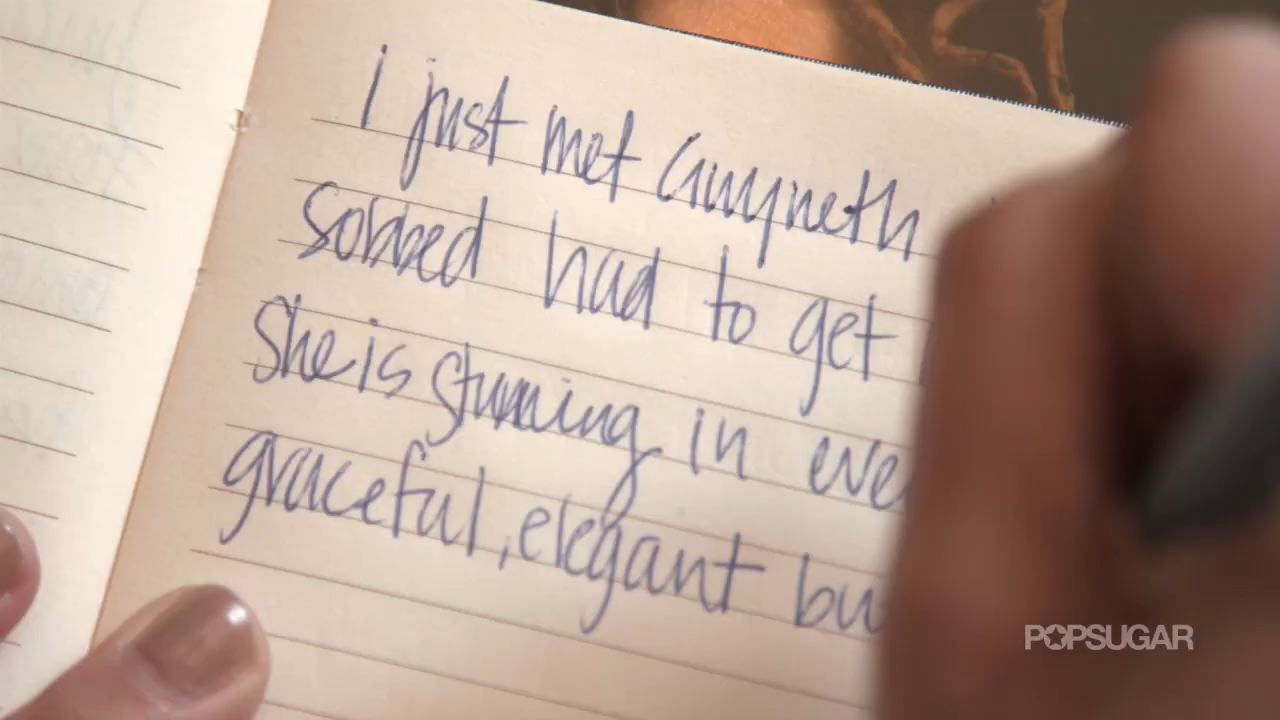 I just met Gwyneth
sobbed had to get
She is stunning in eve
graceful, elegant bu
POPSUGAR